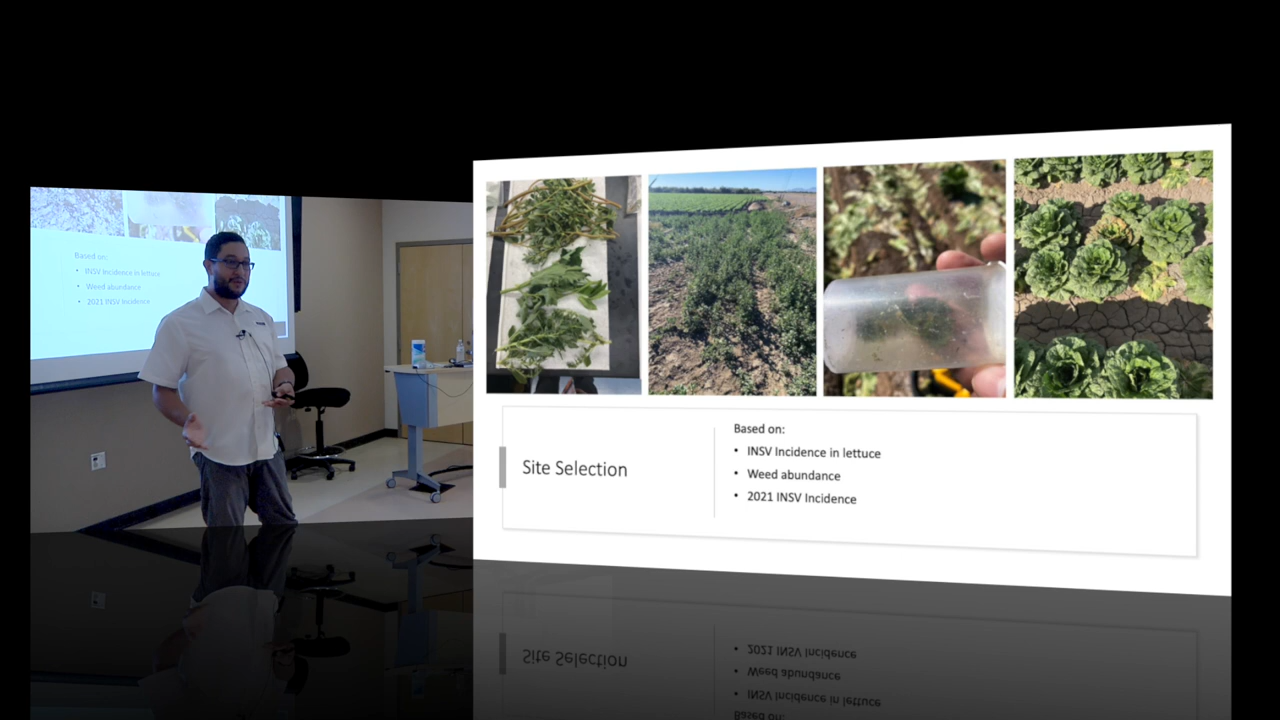 Based on:
• INSV Incidence in lettuce
• Weed abundance
• 2021 INSV Incidence
Site Selection
Based on:
• INSV Incidence in lettuce
• Weed abundance
• 2021 INSV Incidence